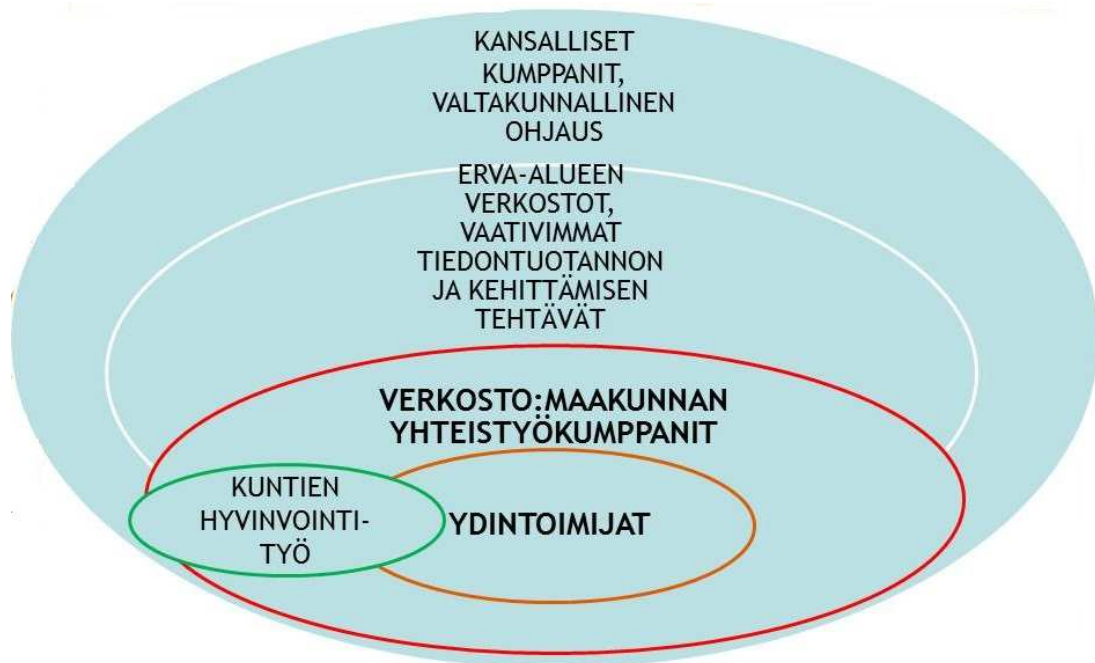 KANSALLISET
KUMPPANIT,
VALTAKUNNALLINEN
OHJAUS
ERVA-ALUEEN
VERKOSTOT,
VAATIVIMMAT
TIEDONTUOTANNON
JA KEHITTÄMISEN
TEHTÄVÄT
VERKOSTO:MAAKUNNAN
YHTEISTYÖKUMPPANIT
KUNTIEN
HYVINVOINTI-
TYÖ
YDINTOIMIJAT